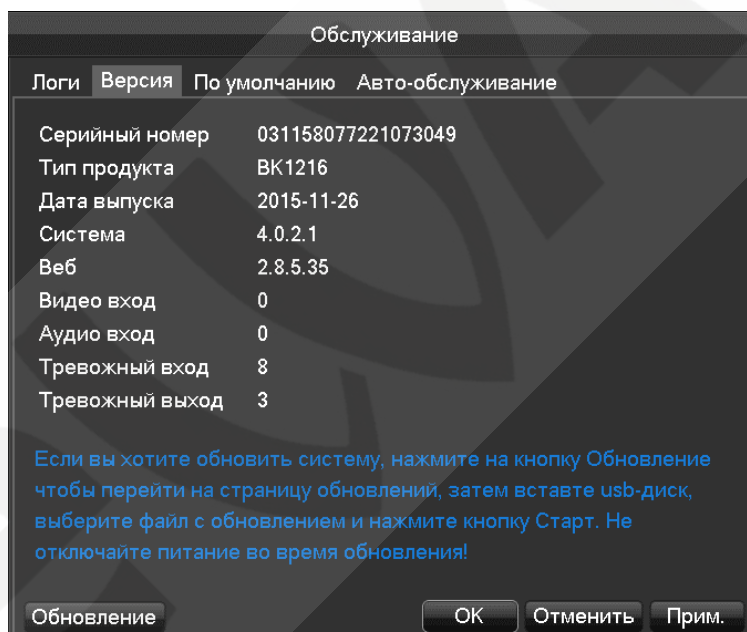 Обслуживание
Логи Версия По умолчанию Авто-обслуживание
Серийный номер 031158077221073049
Тип продукта BK1216
Дата выпуска 2015-11-26
Система 4.0.2.1
Веб 2.8.5.35
Видео вход 0
Аудио вход 0
Тревожный вход 8
Тревожный выход 3
Если вы хотите обновить систему, нажмите на кнопку Обновление
чтобы перейти на страницу обновлений, затем вставте usb-диск,
выберите файл с обновлением и нажмите кнопку Старт. Не
отключайте питание во время обновления!
Обновление OK Отменить Прим.